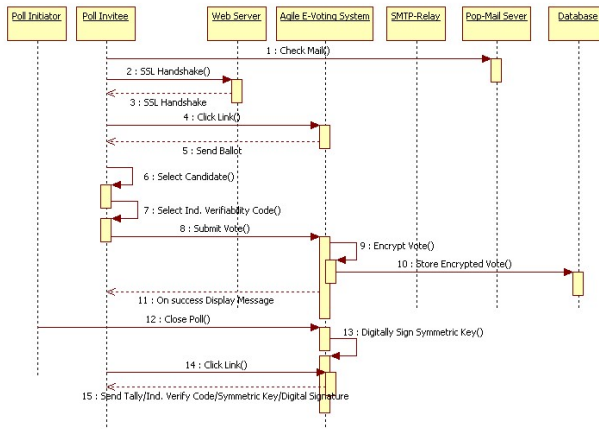 Poll Initiator
Poll Invitee
Web Server
Agile E-Voting System
SMTP-Relay
Pop-Mail Sever
Database
1 : Check Mail()
2 : SSL Handshake()
3 : SSL Handshake
4 : Click Link()
5 : Send Ballot
6 : Select Candidate()
7 : Select Ind. Verifiability Code()
8 : Submit Vote()
9 : Encrypt Vote()
10 : Store Encrypted Vote()
11 : On success Display Message
12 : Close Poll()
13 : Digitally Sign Symmetric Key()
14 : Click Link()
15 : Send Tally/Ind. Verify Code/Symmetric Key/Digital Signature